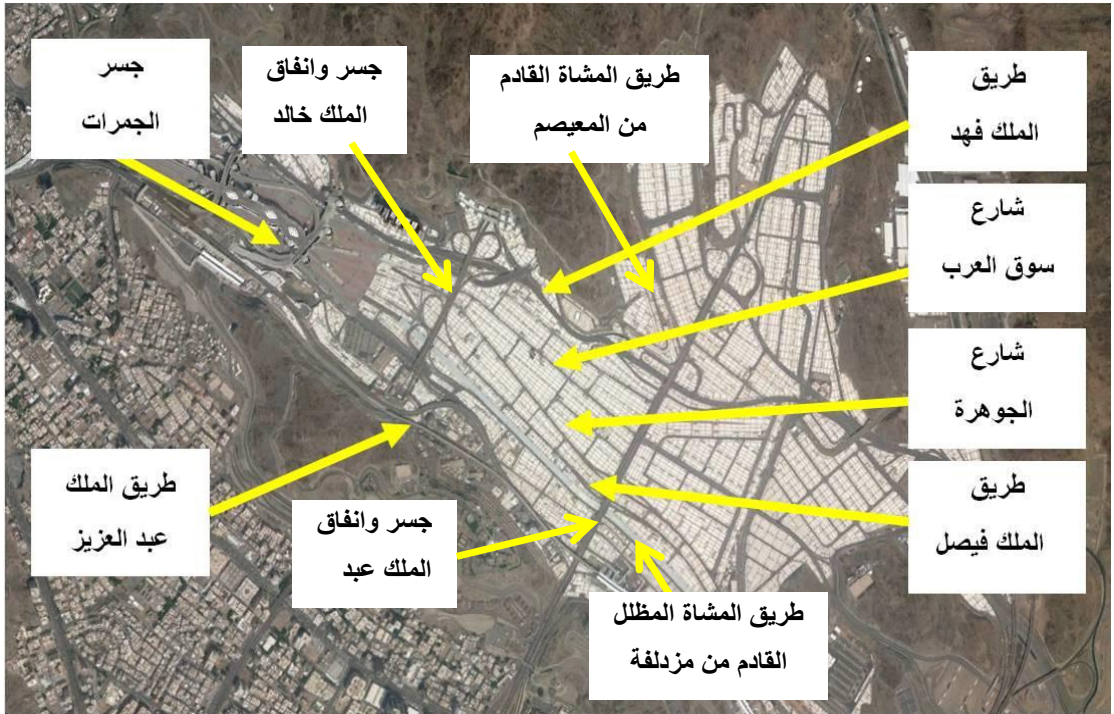 جسر
الجمرات
جسر وانفاق
الملك خالد
طريق المشاة القادم
من المعيصم
طريق
الملك فهد
شارع
سوق العرب
شارع
الجوهرة
طريق
الملك فيصل
طريق الملك
عبد العزيز
جسر وانفاق
الملك عبد
طريق المشاة المظلل
القادم من مزدلفة